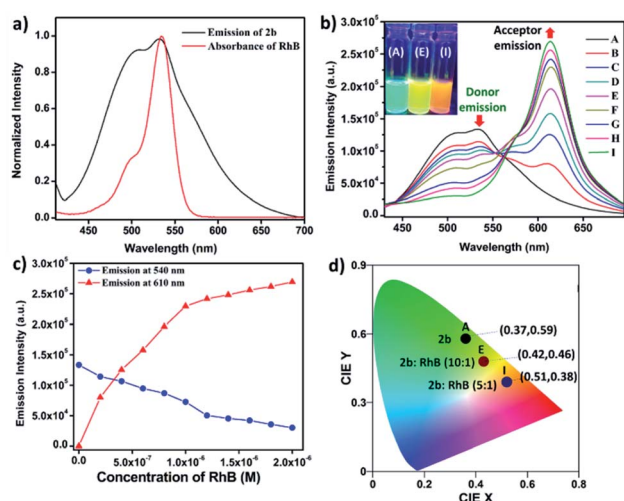 a)
Emission of 2b
Absorbance of RhB
Normalized Intensity
1.0
0.8
0.6
0.4
0.2
0.0
450 500 550 600 650 700
Wavelength (nm)
b)
3.0x10⁵
2.5x10⁵
2.0x10⁵
1.5x10⁵
1.0x10⁵
5.0x10⁴
0.0
Emission Intensity (a.u.)
(A) (E) (I)
Acceptor
emission
Donor
emission
A
B
C
D
E
F
G
H
I
450 500 550 600 650
Wavelength (nm)
c)
Emission at 540 nm
Emission at 610 nm
3.0x10⁵
2.5x10⁵
2.0x10⁵
1.5x10⁵
1.0x10⁵
5.0x10⁴
0.0
Emission Intensity (a.u.)
0.0 5.0x10⁻⁷ 1.0x10⁻⁶ 1.5x10⁻⁶ 2.0x10⁻⁶
Concentration of RhB (M)
d)
0.9
0.6
0.3
0.0
CIE Y
A
2b
(0.37,0.59)
E
2b: RhB (10:1)
(0.42,0.46)
I
2b: RhB (5:1)
(0.51,0.38)
0.0 0.2 0.4 0.6 0.8
CIE X